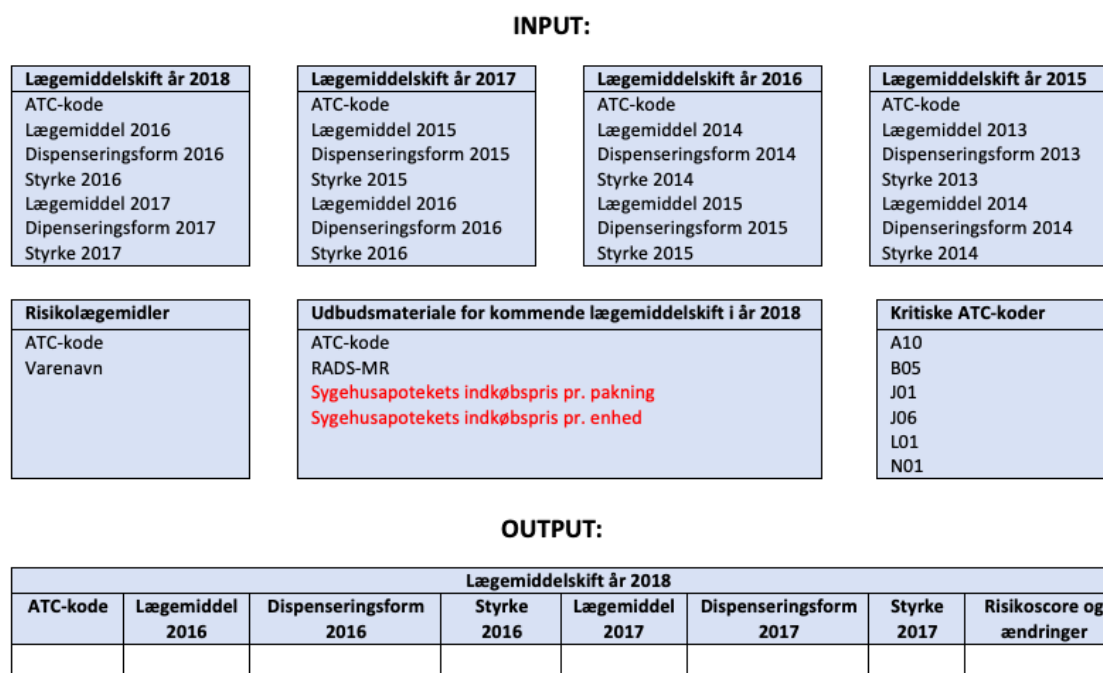 INPUT:
Lægemiddelskift år 2018
ATC-kode
Lægemiddel 2016
Dispenseringsform 2016
Styrke 2016
Lægemiddel 2017
Dipenseringsform 2017
Styrke 2017
Lægemiddelskift år 2017
ATC-kode
Lægemiddel 2015
Dispenseringsform 2015
Styrke 2015
Lægemiddel 2016
Dipenseringsform 2016
Styrke 2016
Lægemiddelskift år 2016
ATC-kode
Lægemiddel 2014
Dispenseringsform 2014
Styrke 2014
Lægemiddel 2015
Dipenseringsform 2015
Styrke 2015
Lægemiddelskift år 2015
ATC-kode
Lægemiddel 2013
Dispenseringsform 2013
Styrke 2013
Lægemiddel 2014
Dipenseringsform 2014
Styrke 2014
Risikolægemidler
ATC-kode
Varenavn
Udbudsmateriale for kommende lægemiddelskift i år 2018
ATC-kode
RADS-MR
Sygehusapotekets indkøbspris pr. pakning
Sygehusapotekets indkøbspris pr. enhed
Kritiske ATC-koder
A10
B05
J01
J06
L01
N01
OUTPUT:
Lægemiddelskift år 2018
ATC-kode
Lægemiddel
2016
Dispenseringsform
2016
Styrke
2016
Lægemiddel
2017
Dispenseringsform
2017
Styrke
2017
Risikoscore og
ændringer